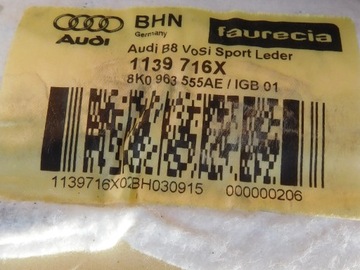 Audi
BHN
Germany
faurecia
Audi B8 VoSi Sport Leder
1139 716X
8K0 963 555AE / IGB 01
1139716X02BH030915 000000206